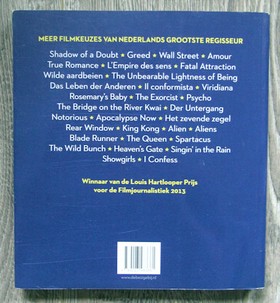 MEER FILMKEUZES VAN NEDERLANDS GROOTSTE REGISSEUR
Shadow of a Doubt ★ Greed ★ Wall Street ★ Amour
True Romance ★ L'Empire des sens ★ Fatal Attraction
Wilde aardbeien ★ The Unbearable Lightness of Being
Das Leben der Anderen ★ Il conformista ★ Viridiana
Rosemary's Baby ★ The Exorcist ★ Psycho
The Bridge on the River Kwai ★ Der Untergang
Notorious ★ Apocalypse Now ★ Het zevende zegel
Rear Window ★ King Kong ★ Alien ★ Aliens
Blade Runner ★ The Queen ★ Spartacus
The Wild Bunch ★ Heaven's Gate ★ Singin' in the Rain
Showgirls ★ I Confess
Winnaar van de Louis Hartlooper Prijs
voor de Filmjournalistiek 2013